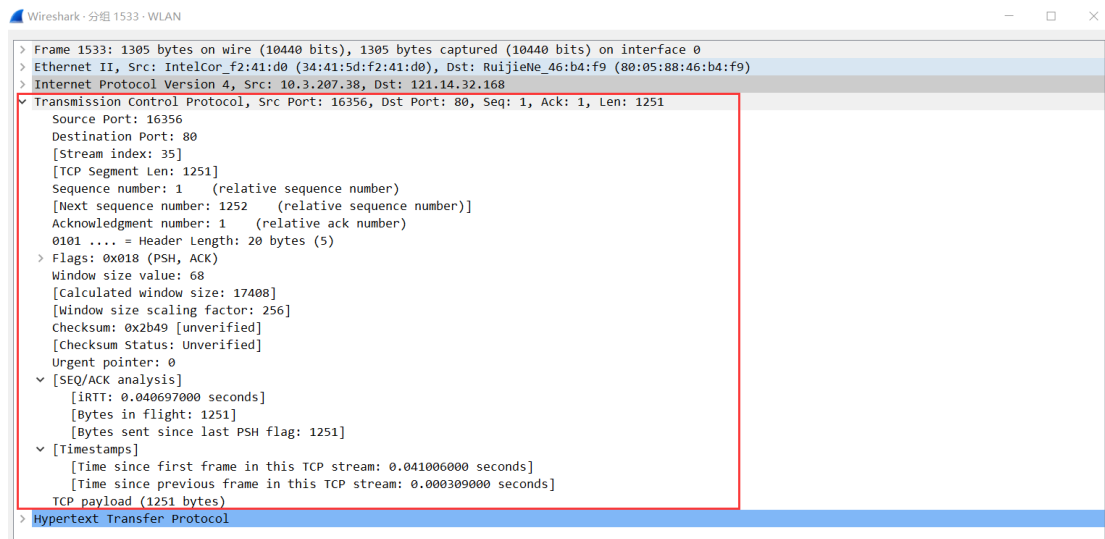 Wireshark · 分组 1533 · WLAN
Frame 1533: 1305 bytes on wire (10440 bits), 1305 bytes captured (10440 bits) on interface 0
Ethernet II, Src: IntelCor_f2:41:d0 (34:41:5d:f2:41:d0), Dst: RuijieNe_46:b4:f9 (80:05:88:46:b4:f9)
Internet Protocol Version 4, Src: 10.3.207.38, Dst: 121.14.32.168
Transmission Control Protocol, Src Port: 16356, Dst Port: 80, Seq: 1, Ack: 1, Len: 1251
Source Port: 16356
Destination Port: 80
[Stream index: 35]
[TCP Segment Len: 1251]
Sequence number: 1    (relative sequence number)
[Next sequence number: 1252    (relative sequence number)]
Acknowledgment number: 1    (relative ack number)
0101 .... = Header Length: 20 bytes (5)
Flags: 0x018 (PSH, ACK)
Window size value: 68
[Calculated window size: 17408]
[Window size scaling factor: 256]
Checksum: 0x2b49 [unverified]
[Checksum Status: Unverified]
Urgent pointer: 0
[SEQ/ACK analysis]
[iRTT: 0.040697000 seconds]
[Bytes in flight: 1251]
[Bytes sent since last PSH flag: 1251]
[Timestamps]
[Time since first frame in this TCP stream: 0.041006000 seconds]
[Time since previous frame in this TCP stream: 0.000309000 seconds]
TCP payload (1251 bytes)
Hypertext Transfer Protocol